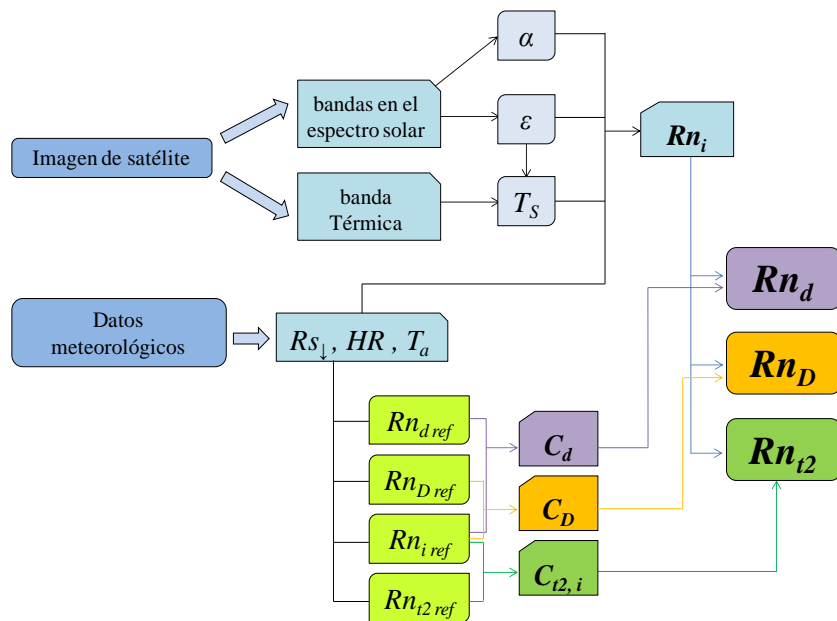 α
bandas en el
espectro solar
ε
Rn_i
Imagen de satélite
banda
Térmica
T_S
Rn_d
Datos
meteorológicos
Rs↓ , HR , T_a
Rn_D
Rn_d ref
C_d
Rn_t2
Rn_D ref
C_D
Rn_i ref
C_t2, i
Rn_t2 ref